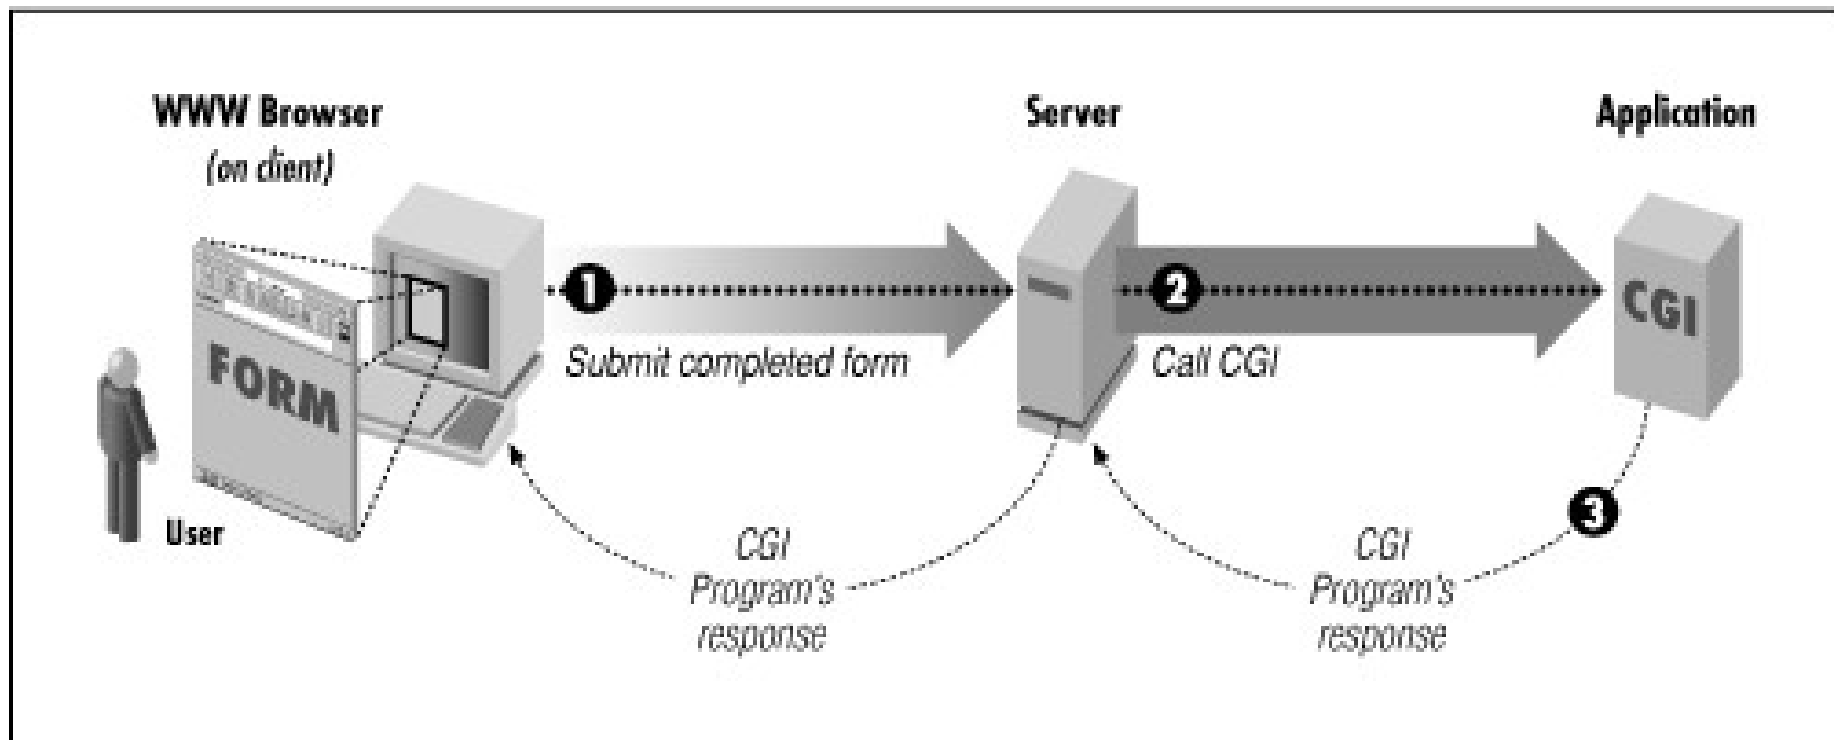 WWW Browser
(on client)
Server
Application
FORM
User
1
Submit completed form
2
Call CGI
CGI
3
CGI
Program's
response
CGI
Program's
response